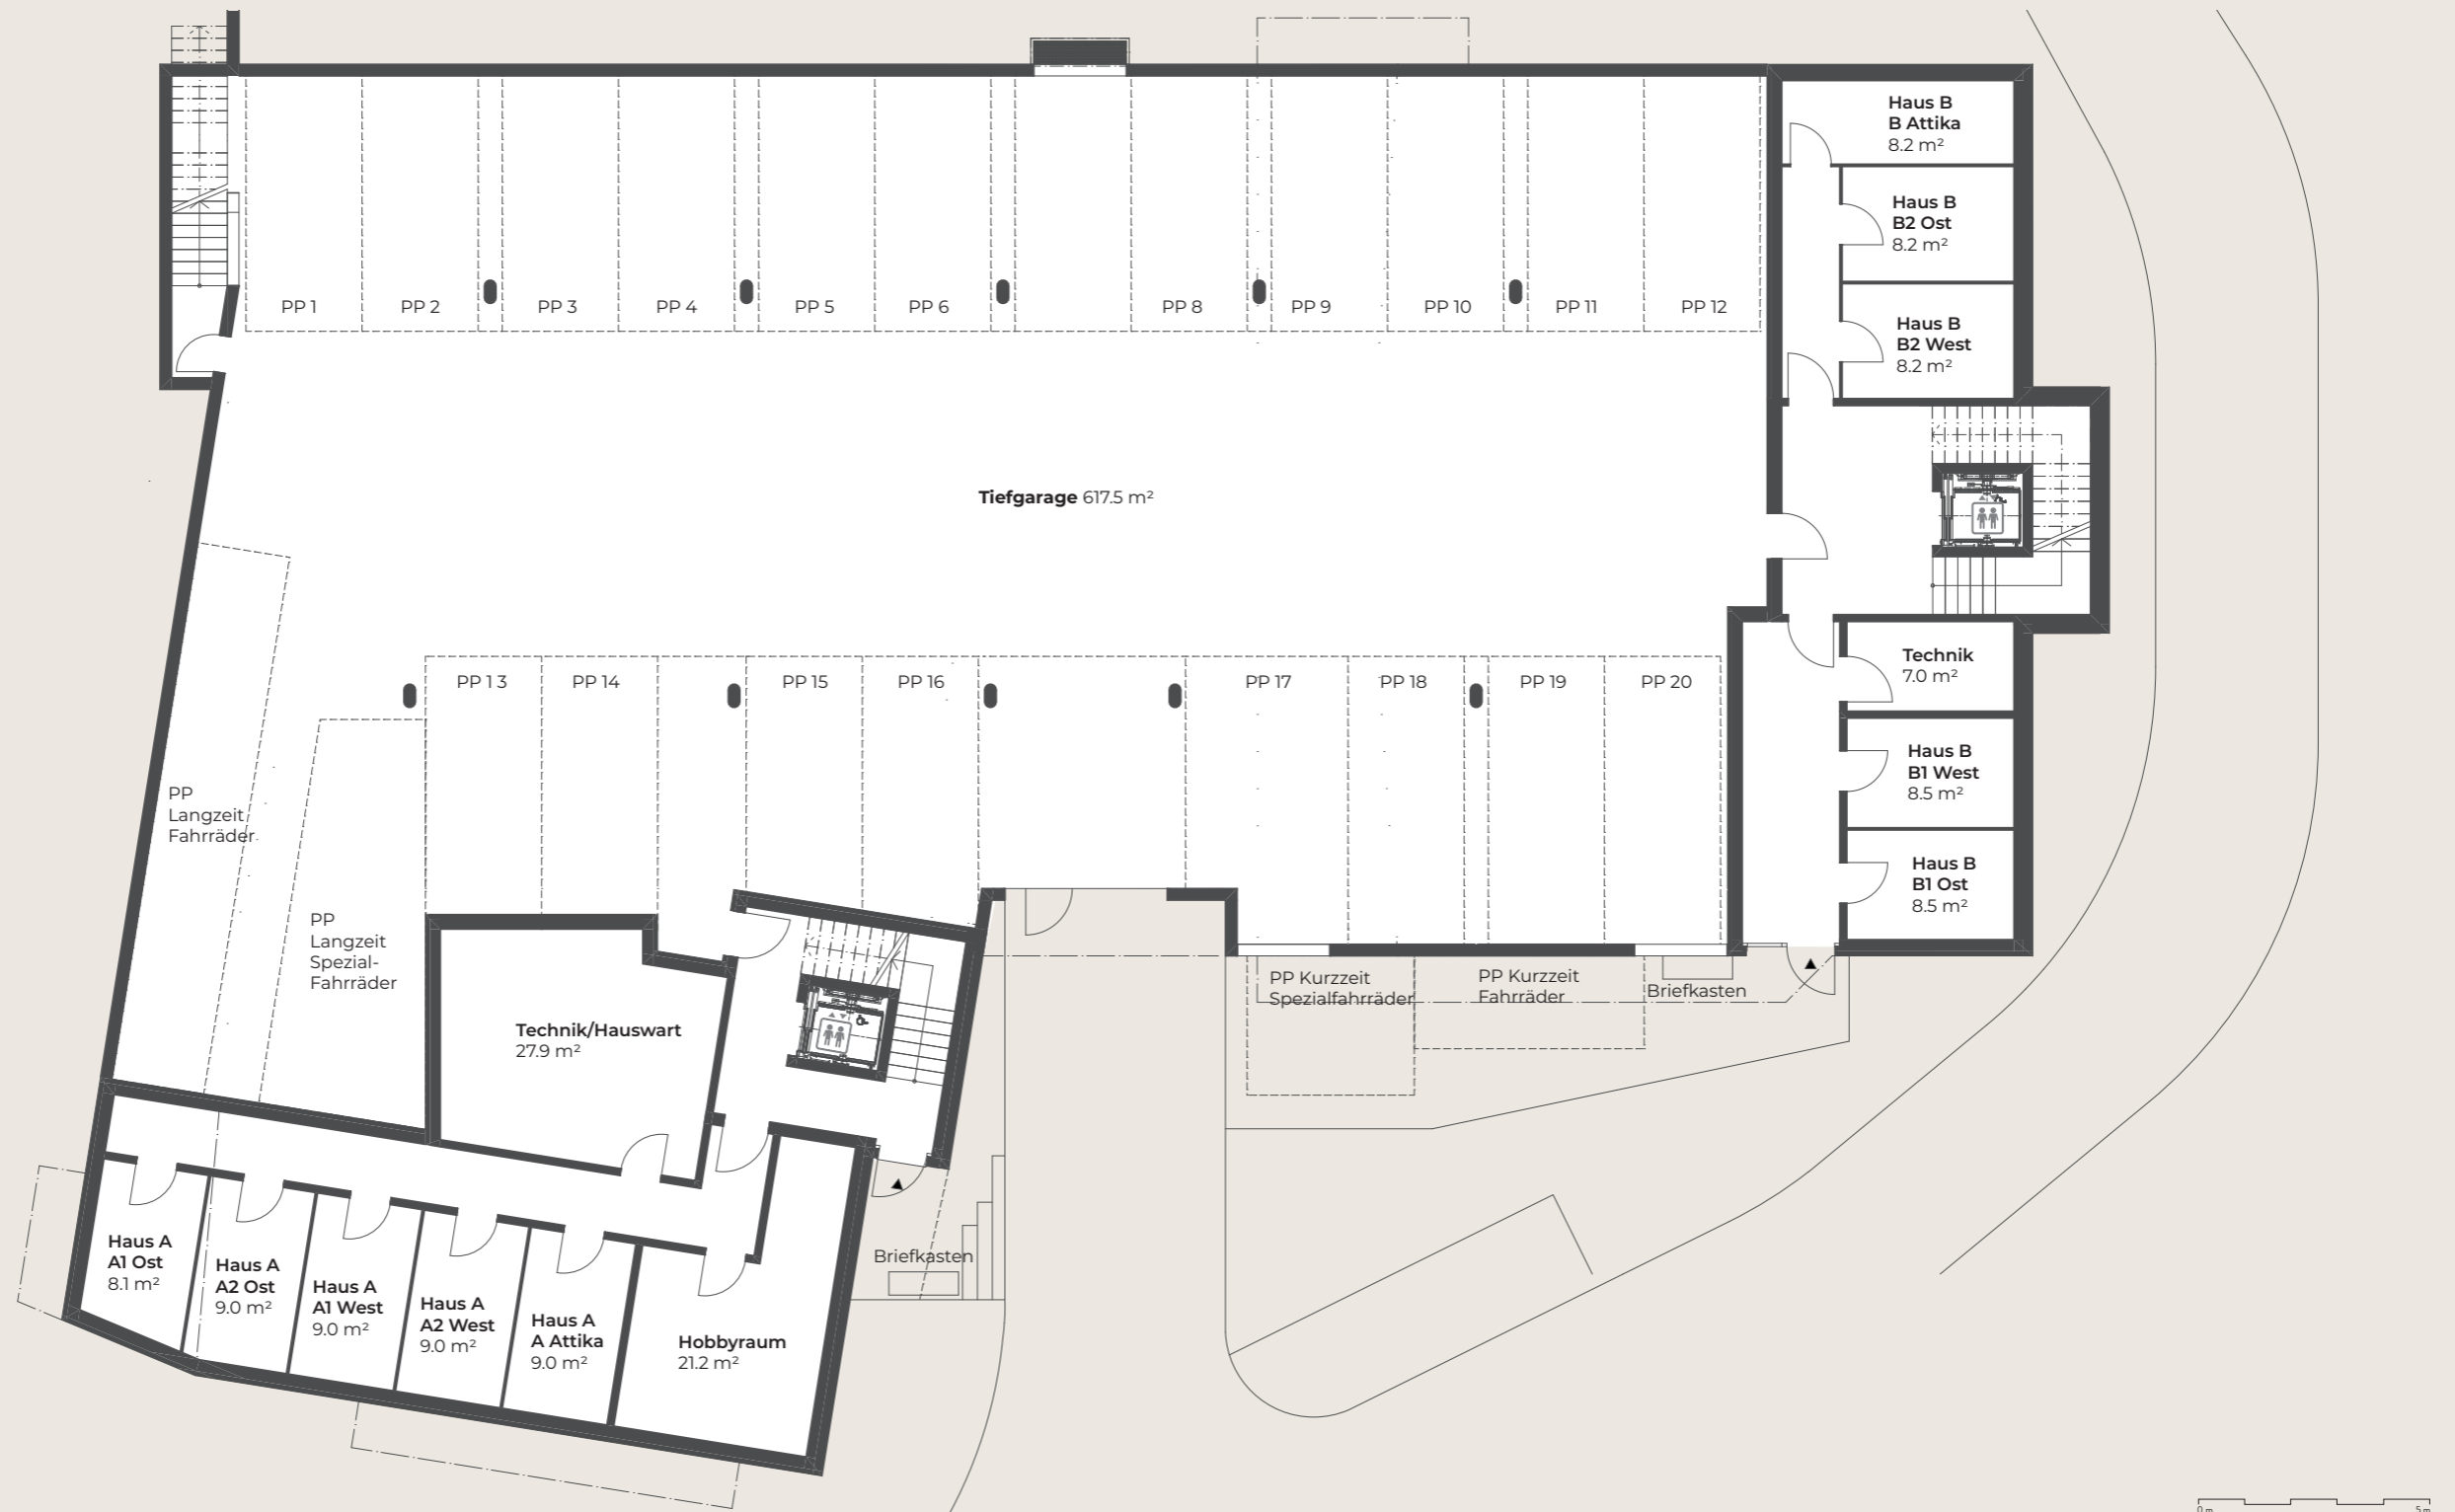 Haus B
B Attika
8.2 m²
Haus B
B2 Ost
8.2 m²
PP 1
PP 2
PP 3
PP 4
PP 5
PP 6
PP 8
PP 9
PP 10
PP 11
PP 12
Haus B
B2 West
8.2 m²
Tiefgarage 617.5 m²
PP 1 3
PP 14
PP 15
PP 16
PP 17
PP 18
PP 19
PP 20
Technik
7.0 m²
Haus B
B1 West
8.5 m²
PP
Langzeit
Fahrräder
Haus B
B1 Ost
8.5 m²
PP
Langzeit
Spezial-
Fahrräder
PP Kurzzeit
Spezialfahrräder
PP Kurzzeit
Fahrräder
Briefkasten
Technik/Hauswart
27.9 m²
Haus A
A1 Ost
8.1 m²
Haus A
A2 Ost
9.0 m²
Haus A
A1 West
9.0 m²
Haus A
A2 West
9.0 m²
Haus A
A Attika
9.0 m²
Hobbyraum
21.2 m²
Briefkasten
0 m
5 m